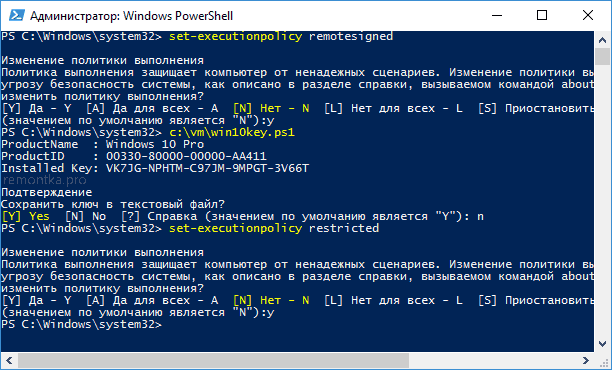 Администратор: Windows PowerShell
PS C:\Windows\system32> set-executionpolicy remotesigned
Изменение политики выполнения
Политика выполнения защищает компьютер от ненадежных сценариев. Изменение политики вы
угрозу безопасность системы, как описано в разделе справки, вызываемом командой about
изменить политику выполнения?
[Y] Да - Y [A] Да для всех - A [N] Нет - N [L] Нет для всех - L [S] Приостановить
(значением по умолчанию является "N"):y
PS C:\Windows\system32> c:\vm\win10key.ps1
ProductName : Windows 10 Pro
ProductID : 00330-80000-00000-AA411
Installed Key: VK7JG-NPHTM-C97JM-9MPGT-3V66T
remontka.pro
Подтверждение
Сохранить ключ в текстовый файл?
[Y] Yes [N] No [?] Справка (значением по умолчанию является "Y"): n
PS C:\Windows\system32> set-executionpolicy restricted
Изменение политики выполнения
Политика выполнения защищает компьютер от ненадежных сценариев. Изменение политики вы
угрозу безопасность системы, как описано в разделе справки, вызываемом командой about
изменить политику выполнения?
[Y] Да - Y [A] Да для всех - A [N] Нет - N [L] Нет для всех - L [S] Приостановить
(значением по умолчанию является "N"):y
PS C:\Windows\system32>